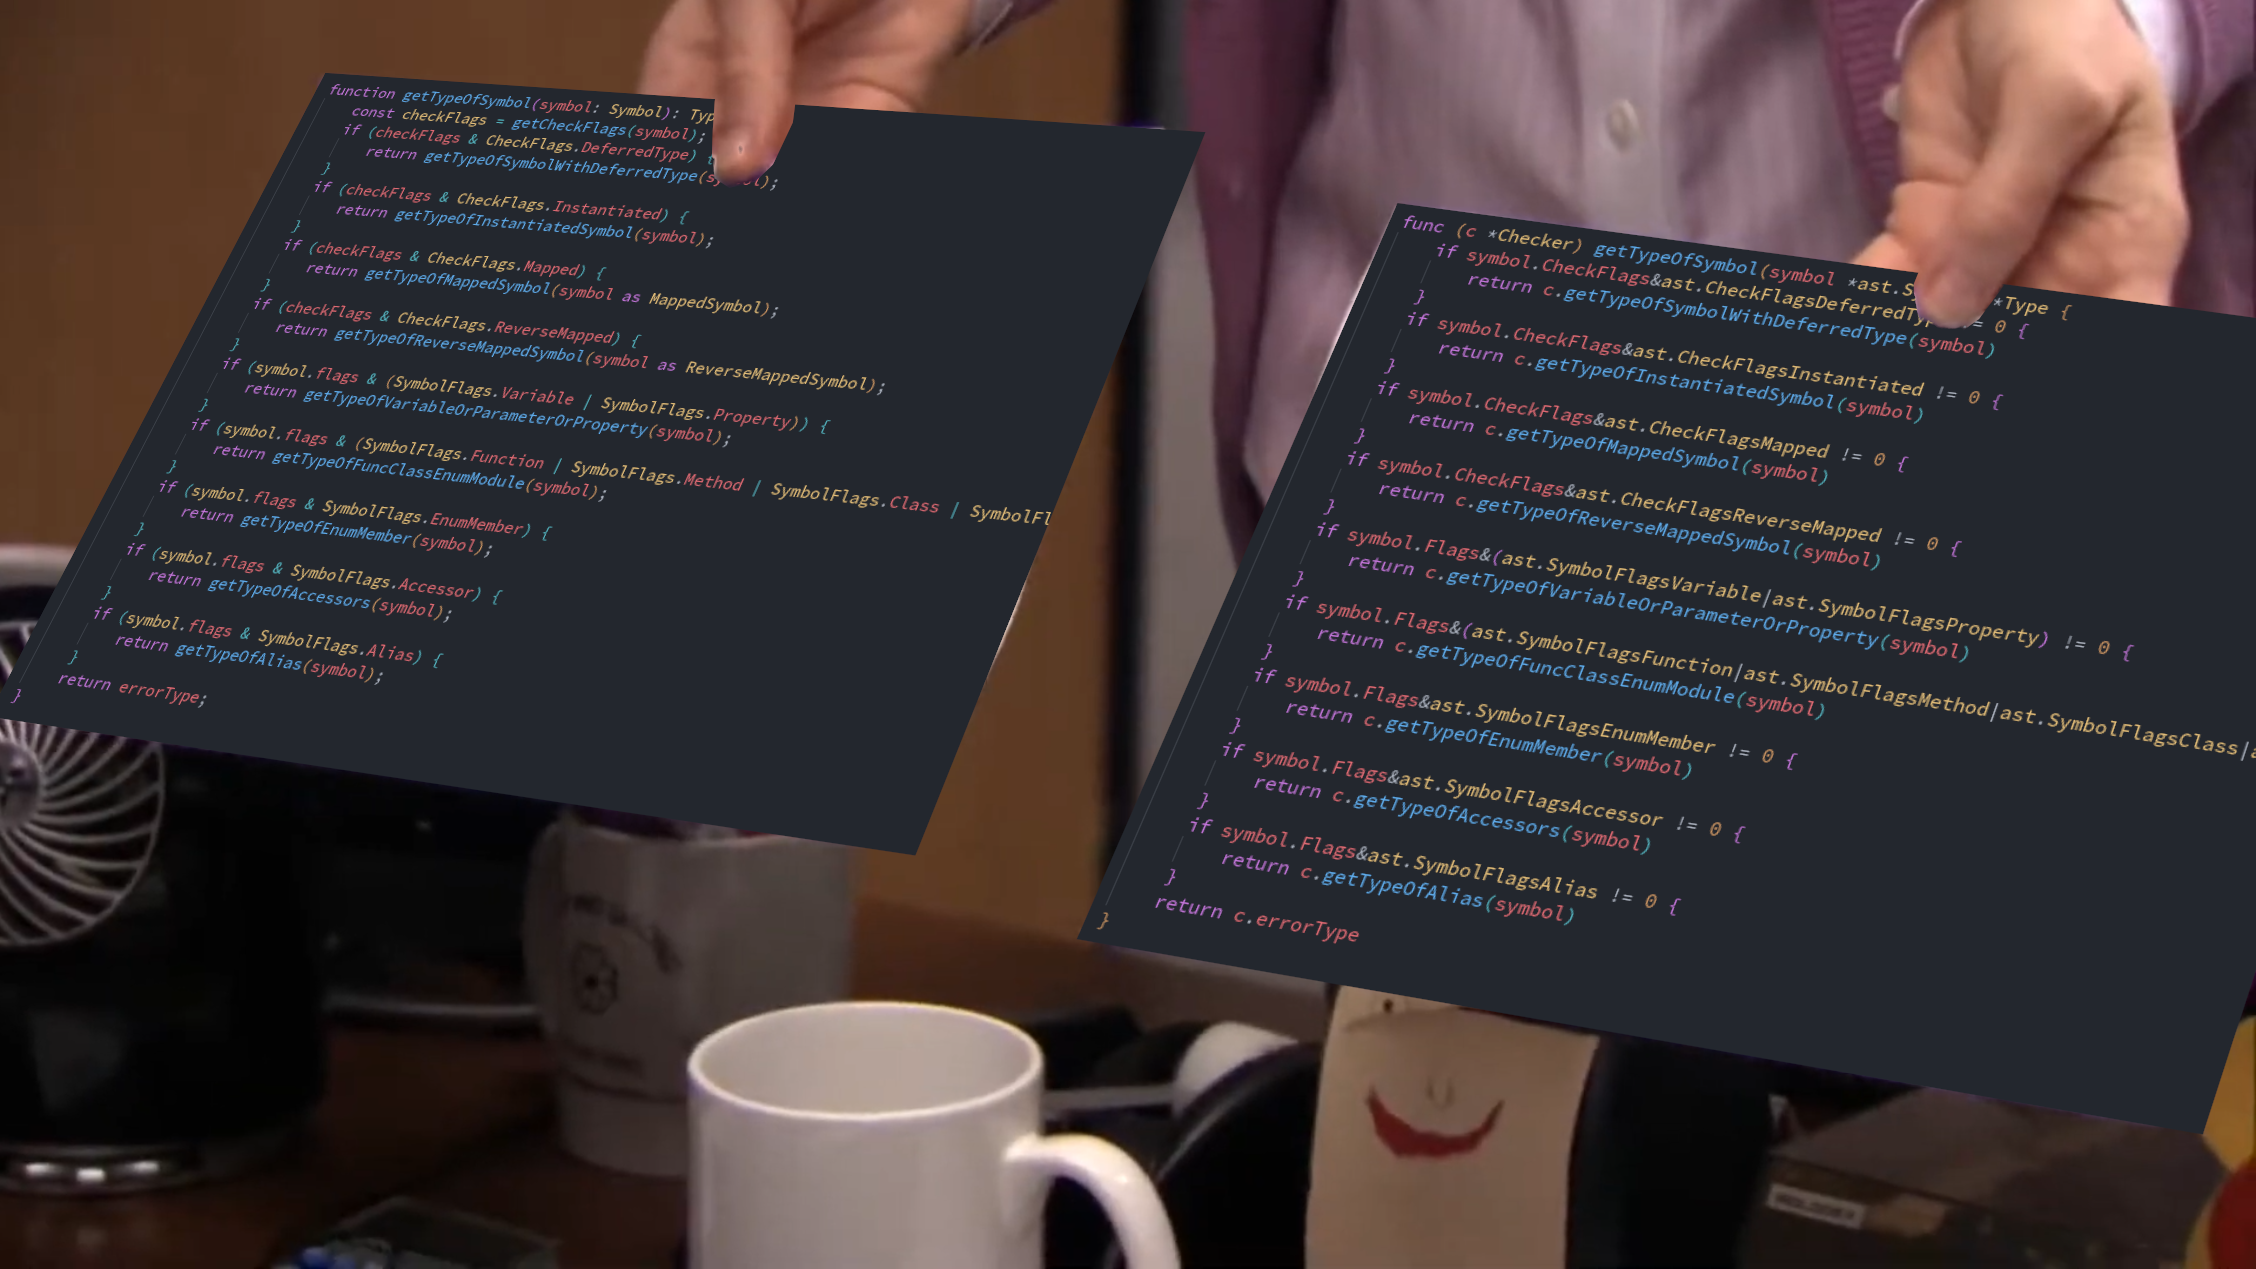 function getTypeOfSymbol(symbol: Symbol): Typ
const checkFlags = getCheckFlags(symbol);
if (checkFlags & CheckFlags.DeferredType) {
return getTypeOfSymbolWithDeferredType(sy ol);
}
if (checkFlags & CheckFlags.Instantiated) {
return getTypeOfInstantiatedSymbol(symbol);
}
if (checkFlags & CheckFlags.Mapped) {
return getTypeOfMappedSymbol(symbol as MappedSymbol);
}
if (checkFlags & CheckFlags.ReverseMapped) {
return getTypeOfReverseMappedSymbol(symbol as ReverseMappedSymbol);
}
if (symbol.flags & (SymbolFlags.Variable | SymbolFlags.Property)) {
return getTypeOfVariableOrParameterOrProperty(symbol);
}
if (symbol.flags & (SymbolFlags.Function | SymbolFlags.Method | SymbolFlags.Class | SymbolFl
return getTypeOfFuncClassEnumModule(symbol);
}
if (symbol.flags & SymbolFlags.EnumMember) {
return getTypeOfEnumMember(symbol);
}
if (symbol.flags & SymbolFlags.Accessor) {
return getTypeOfAccessors(symbol);
}
if (symbol.flags & SymbolFlags.Alias) {
return getTypeOfAlias(symbol);
}
return errorType;
}
func (c *Checker) getTypeOfSymbol(symbol *ast.S *Type {
if symbol.CheckFlags&ast.CheckFlagsDeferredTyp != 0 {
return c.getTypeOfSymbolWithDeferredType(symbol)
}
if symbol.CheckFlags&ast.CheckFlagsInstantiated != 0 {
return c.getTypeOfInstantiatedSymbol(symbol)
}
if symbol.CheckFlags&ast.CheckFlagsMapped != 0 {
return c.getTypeOfMappedSymbol(symbol)
}
if symbol.CheckFlags&ast.CheckFlagsReverseMapped != 0 {
return c.getTypeOfReverseMappedSymbol(symbol)
}
if symbol.Flags&(ast.SymbolFlagsVariable|ast.SymbolFlagsProperty) != 0 {
return c.getTypeOfVariableOrParameterOrProperty(symbol)
}
if symbol.Flags&(ast.SymbolFlagsFunction|ast.SymbolFlagsMethod|ast.SymbolFlagsClass|a
return c.getTypeOfFuncClassEnumModule(symbol)
}
if symbol.Flags&ast.SymbolFlagsEnumMember != 0 {
return c.getTypeOfEnumMember(symbol)
}
if symbol.Flags&ast.SymbolFlagsAccessor != 0 {
return c.getTypeOfAccessors(symbol)
}
if symbol.Flags&ast.SymbolFlagsAlias != 0 {
return c.getTypeOfAlias(symbol)
}
return c.errorType
}